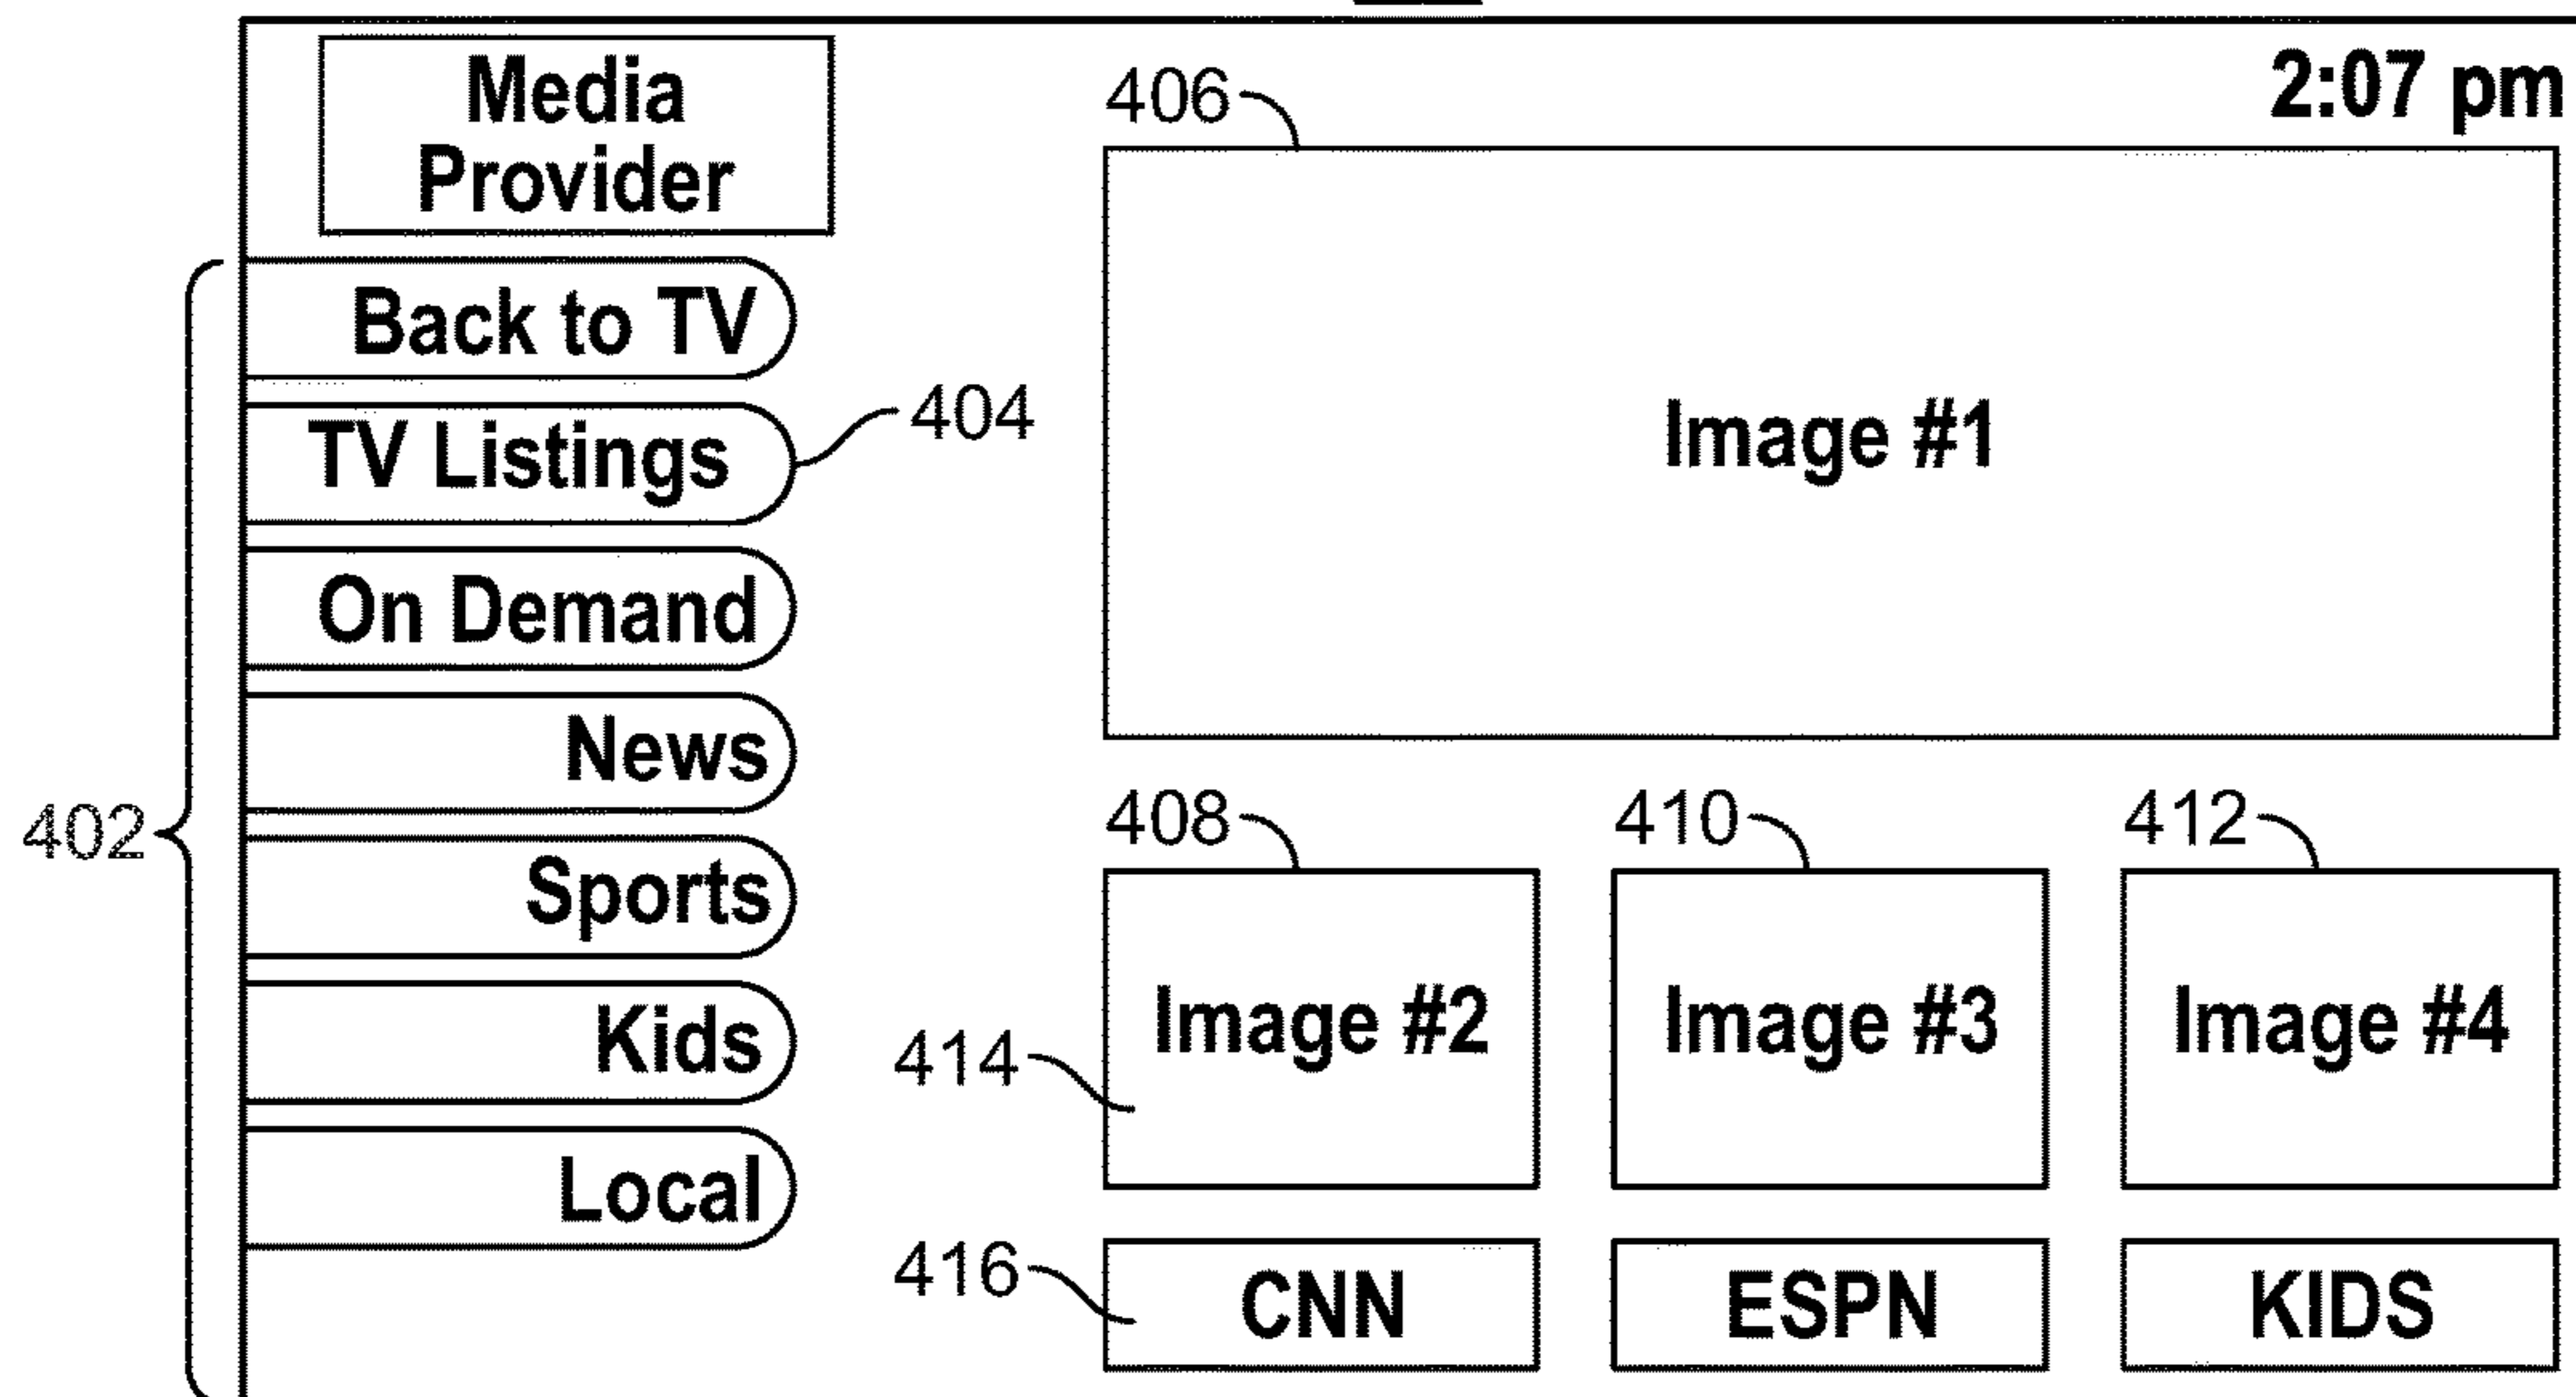 2:07 pm
Media
Provider
406
Back to TV
TV Listings
404
Image #1
On Demand
News
402
408
410
412
Sports
Kids
Image #2
Image #3
Image #4
414
Local
416
CNN
ESPN
KIDS